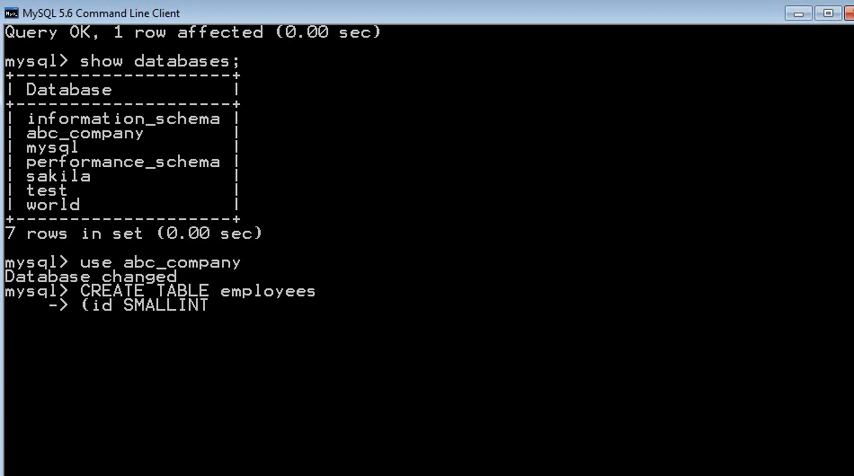 MySQL 5.6 Command Line Client
Query OK, 1 row affected (0.00 sec)
mysql> show databases;
+--------------------+
| Database           |
+--------------------+
| information_schema |
| abc_company        |
| mysql              |
| performance_schema |
| sakila             |
| test               |
| world              |
+--------------------+
7 rows in set (0.00 sec)
mysql> use abc_company
Database changed
mysql> CREATE TABLE employees
    -> (id SMALLINT